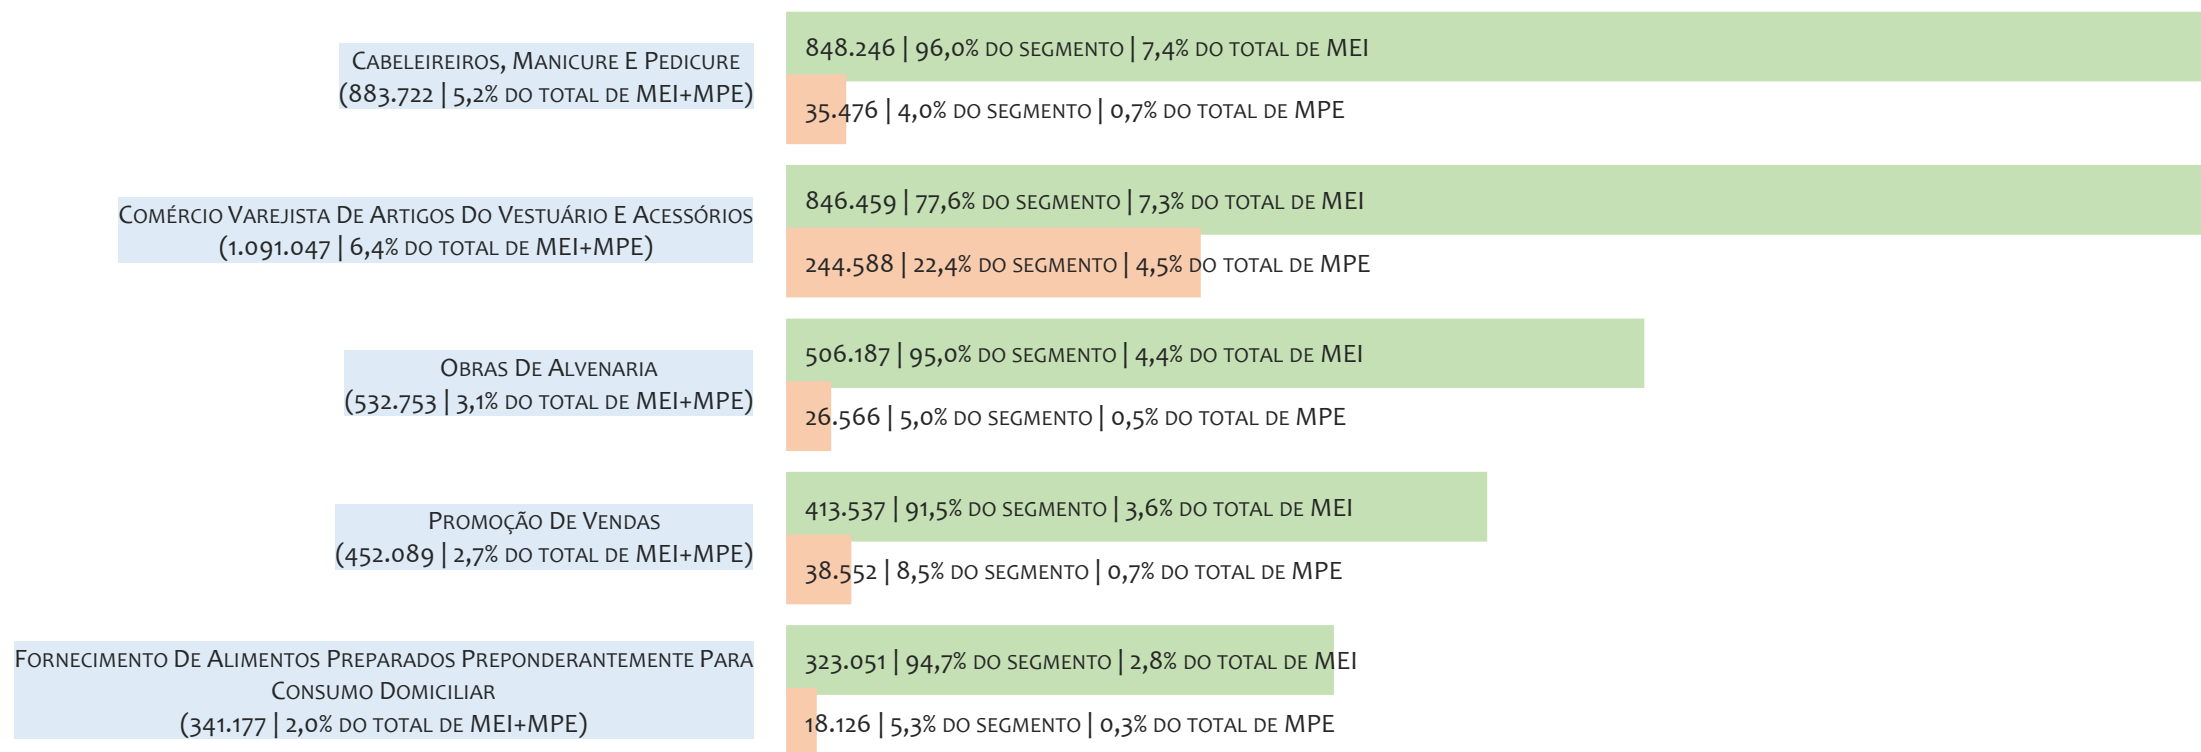 Cabeleireiros, Manicure E Pedicure
(883.722 | 5,2% do total de MEI+MPE)
848.246 | 96,0% do segmento | 7,4% do total de MEI
35.476 | 4,0% do segmento | 0,7% do total de MPE
Comércio Varejista De Artigos Do Vestuário E Acessórios
(1.091.047 | 6,4% do total de MEI+MPE)
846.459 | 77,6% do segmento | 7,3% do total de MEI
244.588 | 22,4% do segmento | 4,5% do total de MPE
Obras De Alvenaria
(532.753 | 3,1% do total de MEI+MPE)
506.187 | 95,0% do segmento | 4,4% do total de MEI
26.566 | 5,0% do segmento | 0,5% do total de MPE
Promoção De Vendas
(452.089 | 2,7% do total de MEI+MPE)
413.537 | 91,5% do segmento | 3,6% do total de MEI
38.552 | 8,5% do segmento | 0,7% do total de MPE
Fornecimento De Alimentos Preparados Preponderantemente Para
Consumo Domiciliar
(341.177 | 2,0% do total de MEI+MPE)
323.051 | 94,7% do segmento | 2,8% do total de MEI
18.126 | 5,3% do segmento | 0,3% do total de MPE